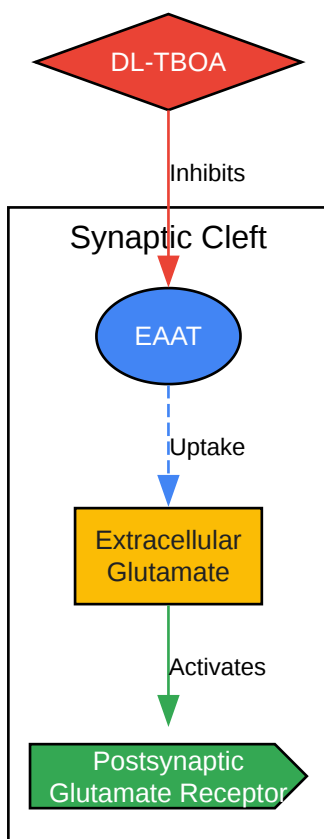 DL-TBOA
Inhibits
Synaptic Cleft
EAAT
Uptake
Extracellular
Glutamate
Activates
Postsynaptic
Glutamate Receptor